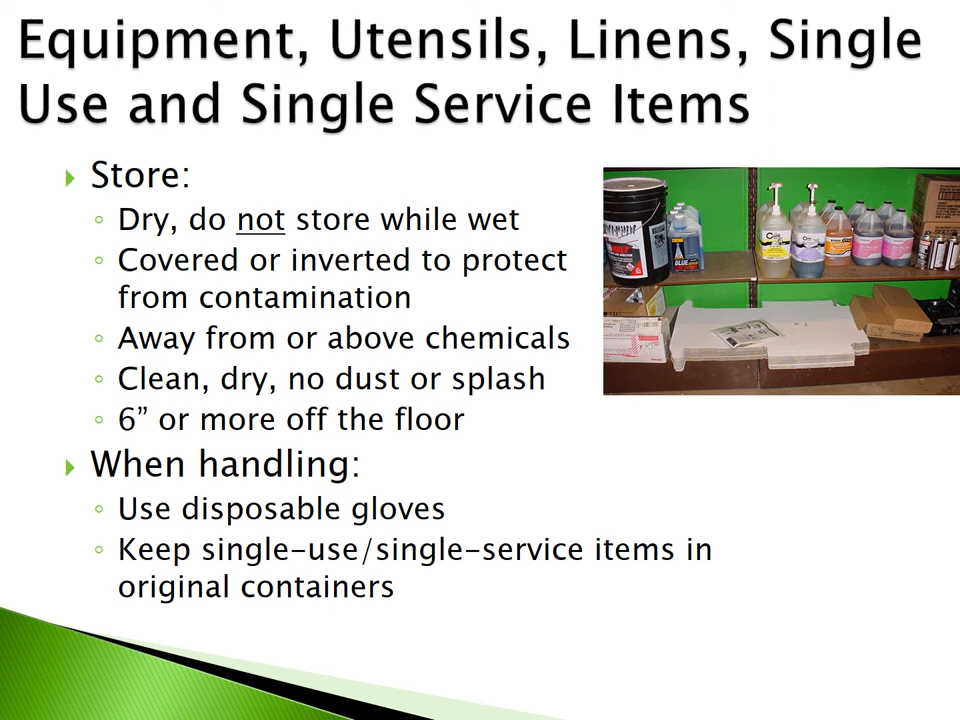 Equipment, Utensils, Linens, Single
Use and Single Service Items
Store:
Dry, do not store while wet
Covered or inverted to protect
from contamination
Away from or above chemicals
Clean, dry, no dust or splash
6” or more off the floor
When handling:
Use disposable gloves
Keep single-use/single-service items in
original containers
BLUE